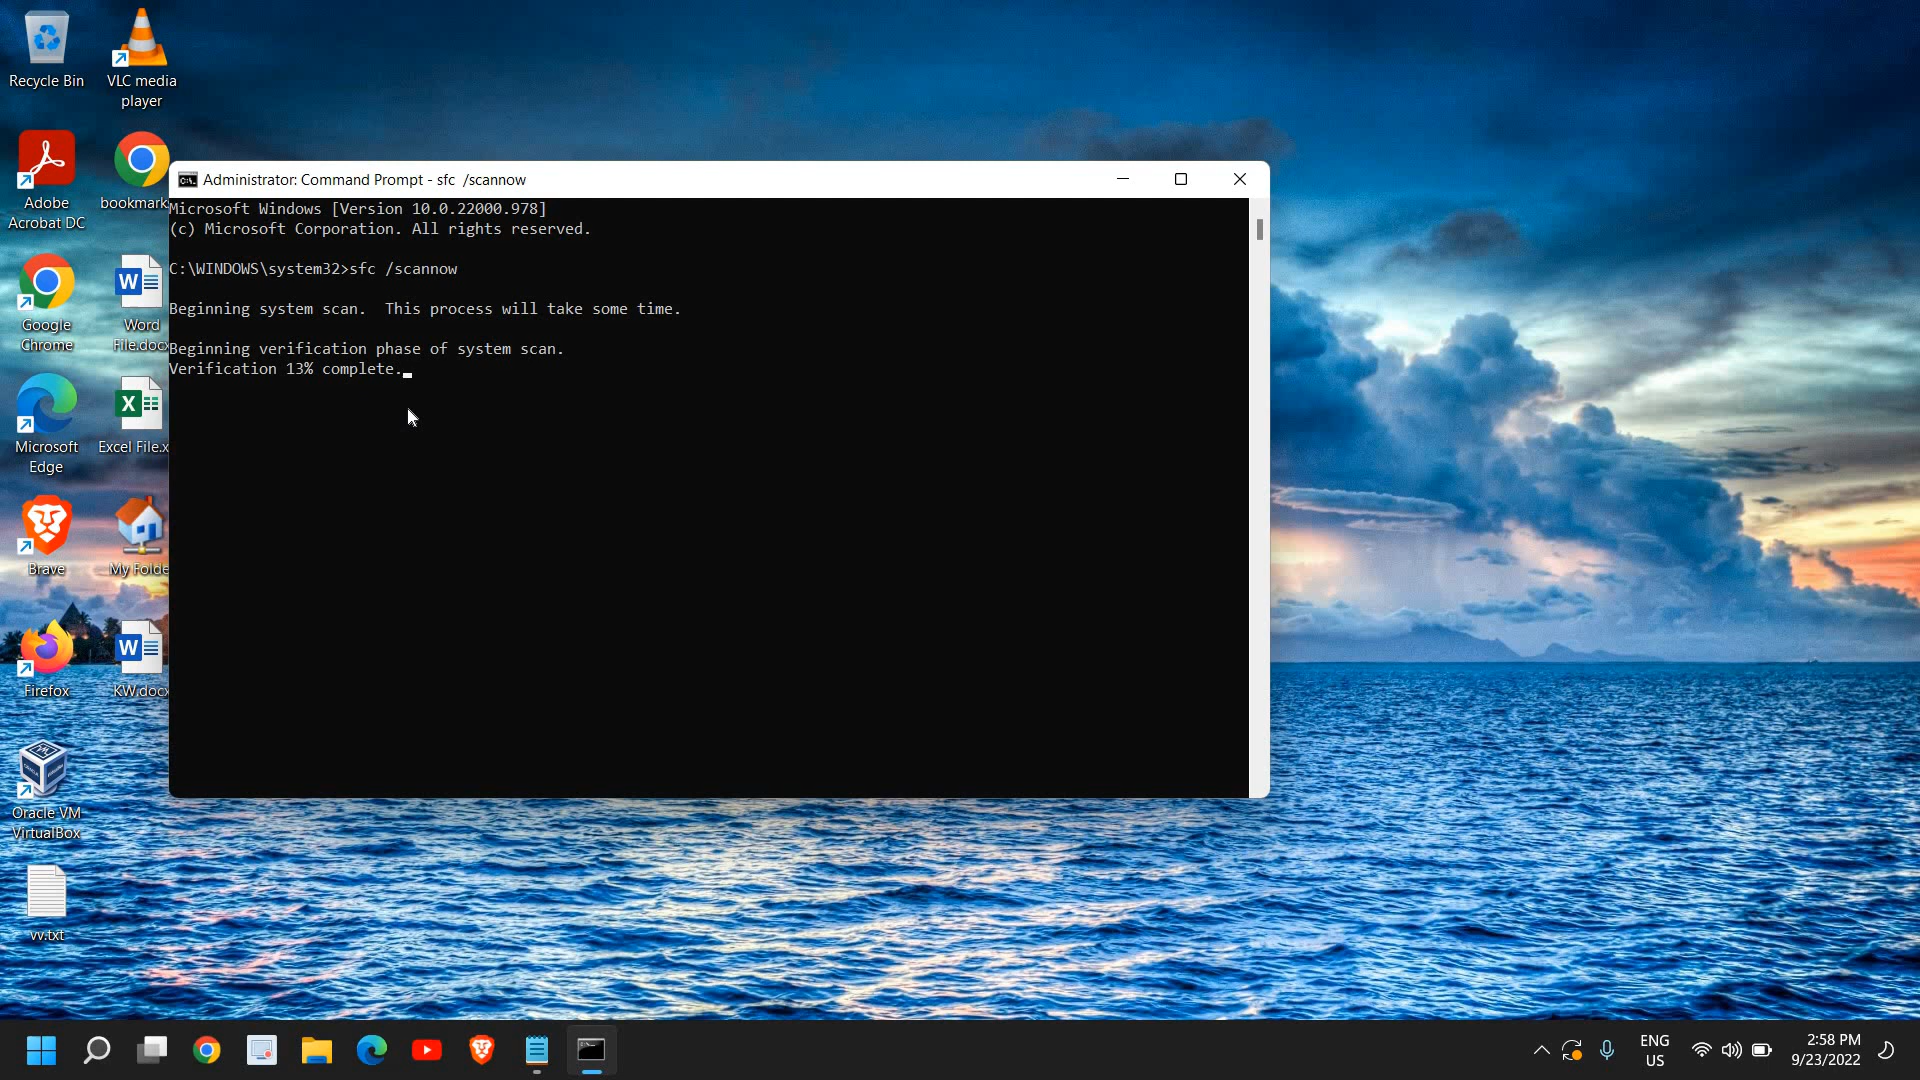 Recycle Bin
VLC media
player
Adobe
Acrobat DC
bookmark
Google
Chrome
Word
File.docx
Microsoft
Edge
Excel File.x
Brave
My Folde
Firefox
KW.docx
Oracle VM
VirtualBox
vv.txt
Administrator: Command Prompt - sfc  /scannow
Microsoft Windows [Version 10.0.22000.978]
(c) Microsoft Corporation. All rights reserved.
C:\WINDOWS\system32>sfc /scannow
Beginning system scan.  This process will take some time.
Beginning verification phase of system scan.
Verification 13% complete.
ENG
US
2:58 PM
9/23/2022